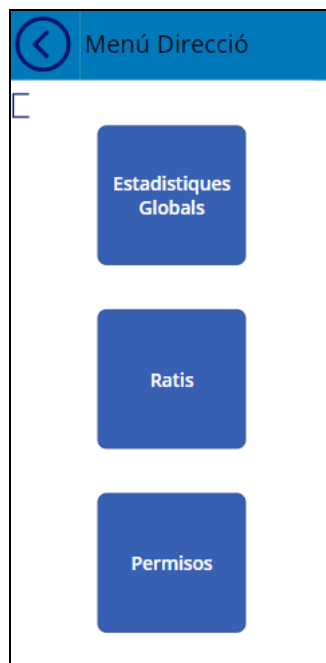 Menú Direcció
Estadistiques
Globals
Ratis
Permisos